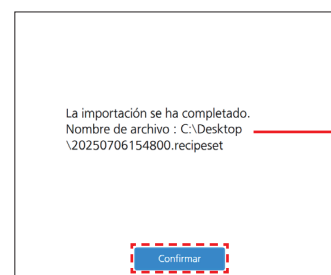 La importación se ha completado.
Nombre de archivo : C:\Desktop
\20250706154800.recipeset
Confirmar